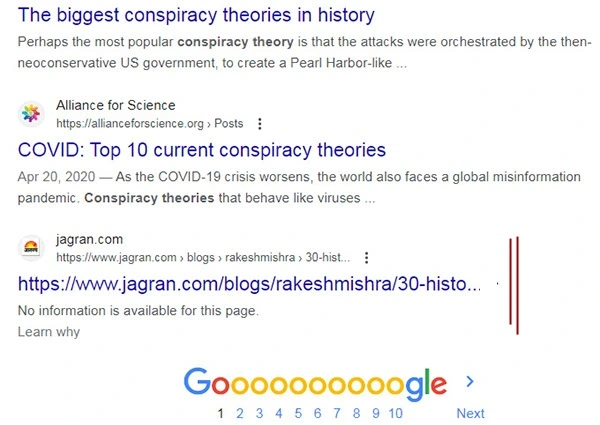 The biggest conspiracy theories in history
Perhaps the most popular conspiracy theory is that the attacks were orchestrated by the then-
neoconservative US government, to create a Pearl Harbor-like ...
Alliance for Science
https://allianceforscience.org › Posts
COVID: Top 10 current conspiracy theories
Apr 20, 2020 — As the COVID-19 crisis worsens, the world also faces a global misinformation
pandemic. Conspiracy theories that behave like viruses ...
jagran.com
https://www.jagran.com › blogs › rakeshmishra › 30-hist...
https://www.jagran.com/blogs/rakeshmishra/30-histo...
No information is available for this page.
Learn why
Goooooooooogle >
1 2 3 4 5 6 7 8 9 10 Next